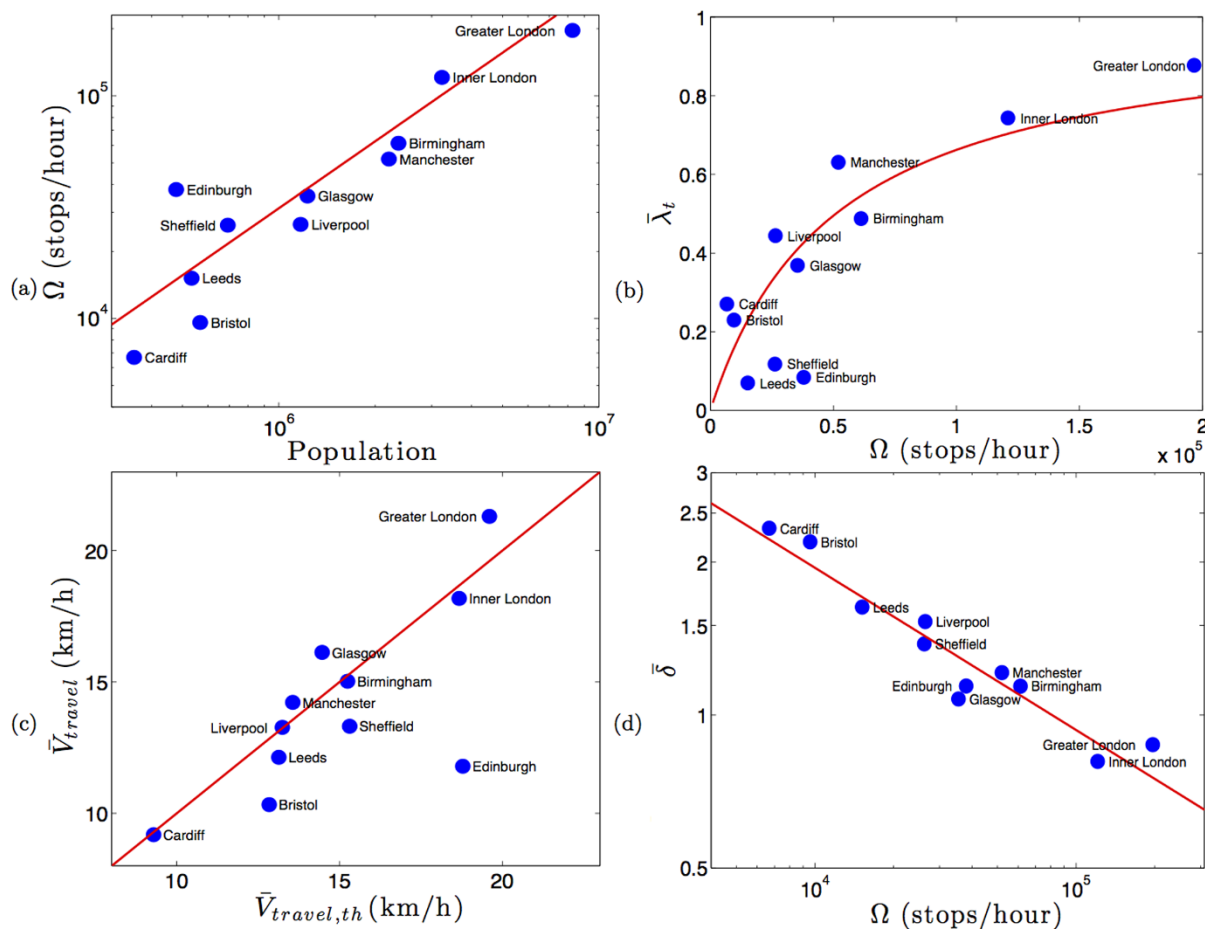 (a)
Ω (stops/hour)
10^5
10^4
Greater London
Inner London
Birmingham
Manchester
Edinburgh
Glasgow
Sheffield
Liverpool
Leeds
Bristol
Cardiff
10^6
10^7
Population
(b)
λ̄_t
1
0.8
0.6
0.4
0.2
0
Greater London
Inner London
Manchester
Birmingham
Liverpool
Glasgow
Cardiff
Bristol
Sheffield
Edinburgh
Leeds
0 0.5 1 1.5 2
x 10^5
Ω (stops/hour)
(c)
V̄_travel (km/h)
20
15
10
Greater London
Inner London
Glasgow
Birmingham
Manchester
Liverpool
Sheffield
Leeds
Edinburgh
Bristol
Cardiff
10 15 20
V̄_travel,th (km/h)
(d)
δ̄
3
2.5
2
1.5
1
0.5
Cardiff
Bristol
Leeds
Liverpool
Sheffield
Manchester
Edinburgh
Birmingham
Glasgow
Greater London
Inner London
10^4
10^5
Ω (stops/hour)